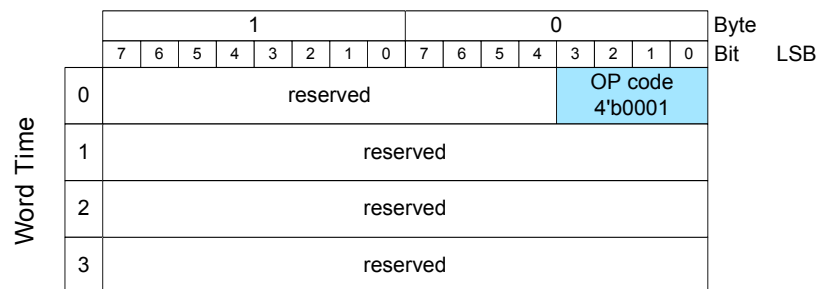 1 0 Byte
7 6 5 4 3 2 1 0 7 6 5 4 3 2 1 0 Bit LSB
Word Time
0 reserved OP code
4'b0001
1 reserved
2 reserved
3 reserved